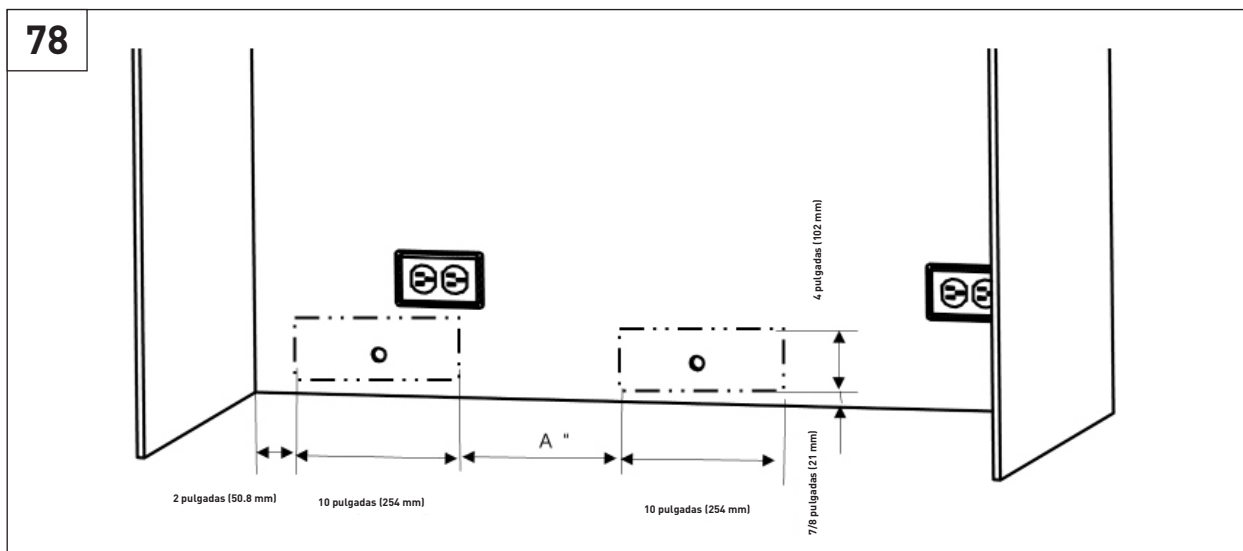 78
4 pulgadas (102 mm)
A "
2 pulgadas (50.8 mm)
10 pulgadas (254 mm)
10 pulgadas (254 mm)
7/8 pulgadas (21 mm)